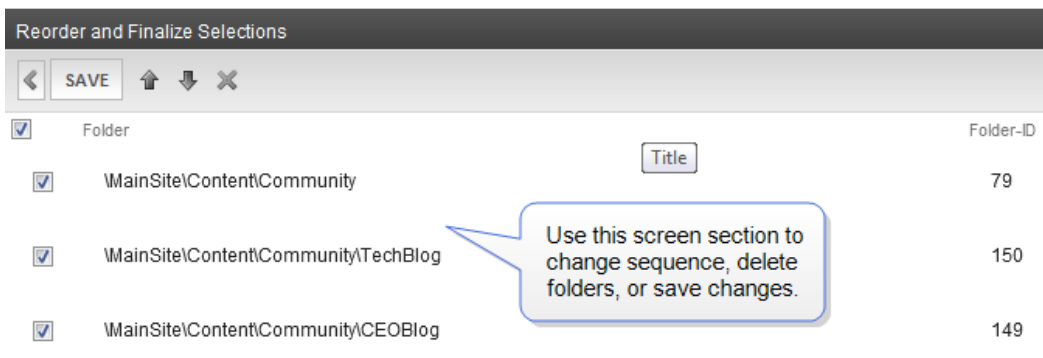 Reorder and Finalize Selections
SAVE
Folder Folder-ID
Title
\MainSite\Content\Community 79
Use this screen section to
change sequence, delete
folders, or save changes.
\MainSite\Content\Community\TechBlog 150
\MainSite\Content\Community\CEOBlog 149